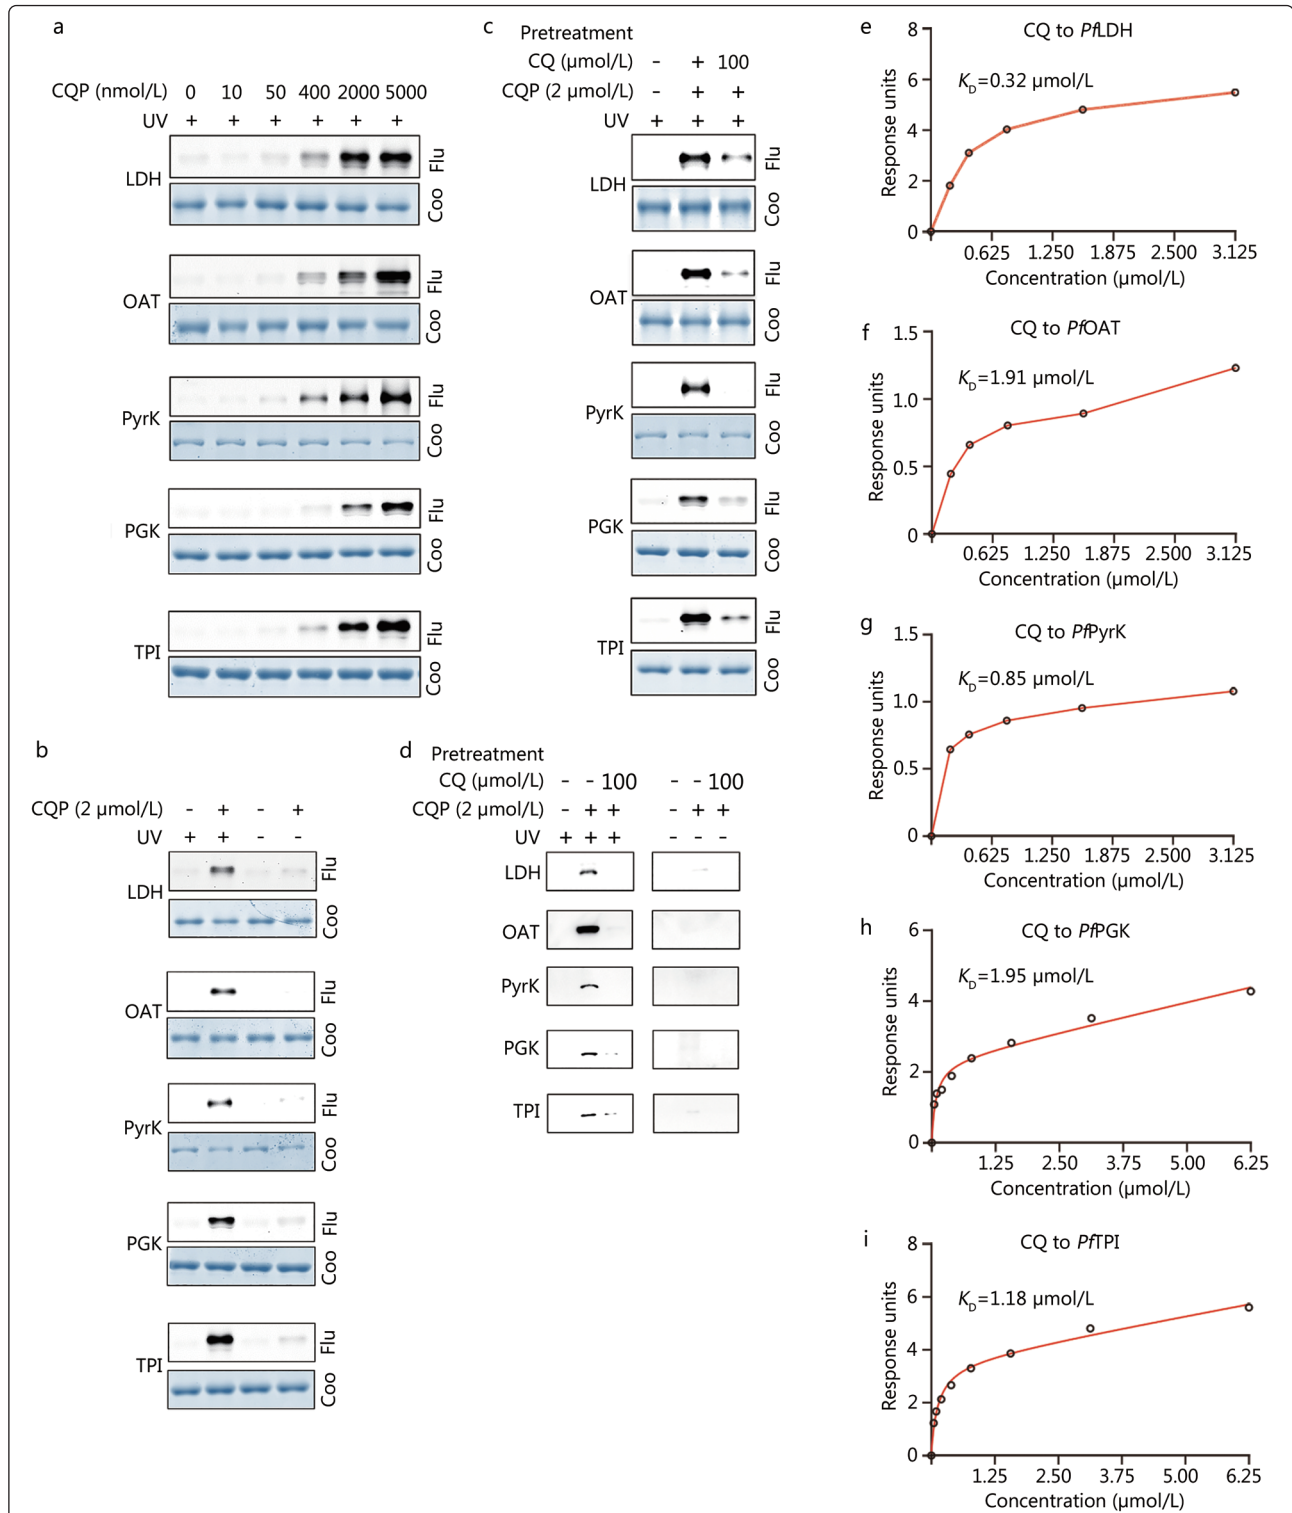 a
CQP (nmol/L) 0 10 50 400 2000 5000
UV + + + + + +
LDH Flu
Coo
OAT Flu
Coo
PyrK Flu
Coo
PGK Flu
Coo
TPI Flu
Coo
b
CQP (2 μmol/L) - + - +
UV + + - -
LDH Flu
Coo
OAT Flu
Coo
PyrK Flu
Coo
PGK Flu
Coo
TPI Flu
Coo
c
Pretreatment
CQ (μmol/L) - + 100
CQP (2 μmol/L) - + +
UV + + +
LDH Flu
Coo
OAT Flu
Coo
PyrK Flu
Coo
PGK Flu
Coo
TPI Flu
Coo
d
Pretreatment
CQ (μmol/L) - - 100 - - 100
CQP (2 μmol/L) - + + - + +
UV + + + - - -
LDH
OAT
PyrK
PGK
TPI
e
CQ to PfLDH
KD=0.32 μmol/L
Response units
8
6
4
2
0
0.625 1.250 1.875 2.500 3.125
Concentration (μmol/L)
f
CQ to PfOAT
KD=1.91 μmol/L
Response units
1.5
1.0
0.5
0
0.625 1.250 1.875 2.500 3.125
Concentration (μmol/L)
g
CQ to PfPyrK
KD=0.85 μmol/L
Response units
1.5
1.0
0.5
0
0.625 1.250 1.875 2.500 3.125
Concentration (μmol/L)
h
CQ to PfPGK
KD=1.95 μmol/L
Response units
6
4
2
0
1.25 2.50 3.75 5.00 6.25
Concentration (μmol/L)
i
CQ to PfTPI
KD=1.18 μmol/L
Response units
8
6
4
2
0
1.25 2.50 3.75 5.00 6.25
Concentration (μmol/L)